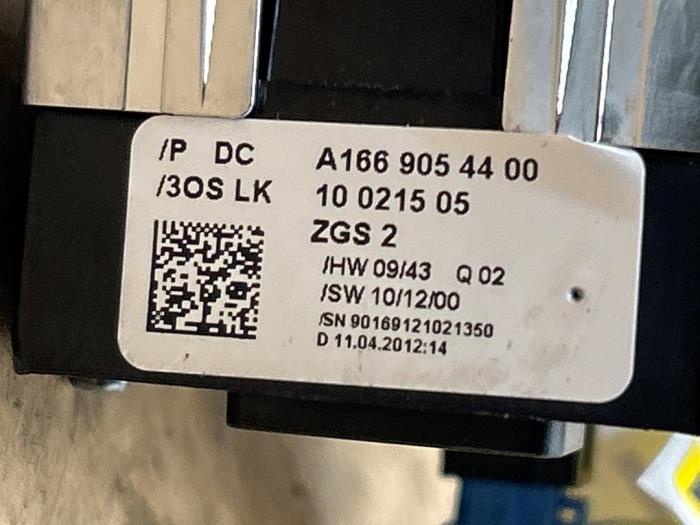 /P DC A166 905 44 00
/3OS LK 10 0215 05
ZGS 2
/HW 09/43 Q 02
/SW 10/12/00
/SN 90169121021350
D 11.04.2012:14